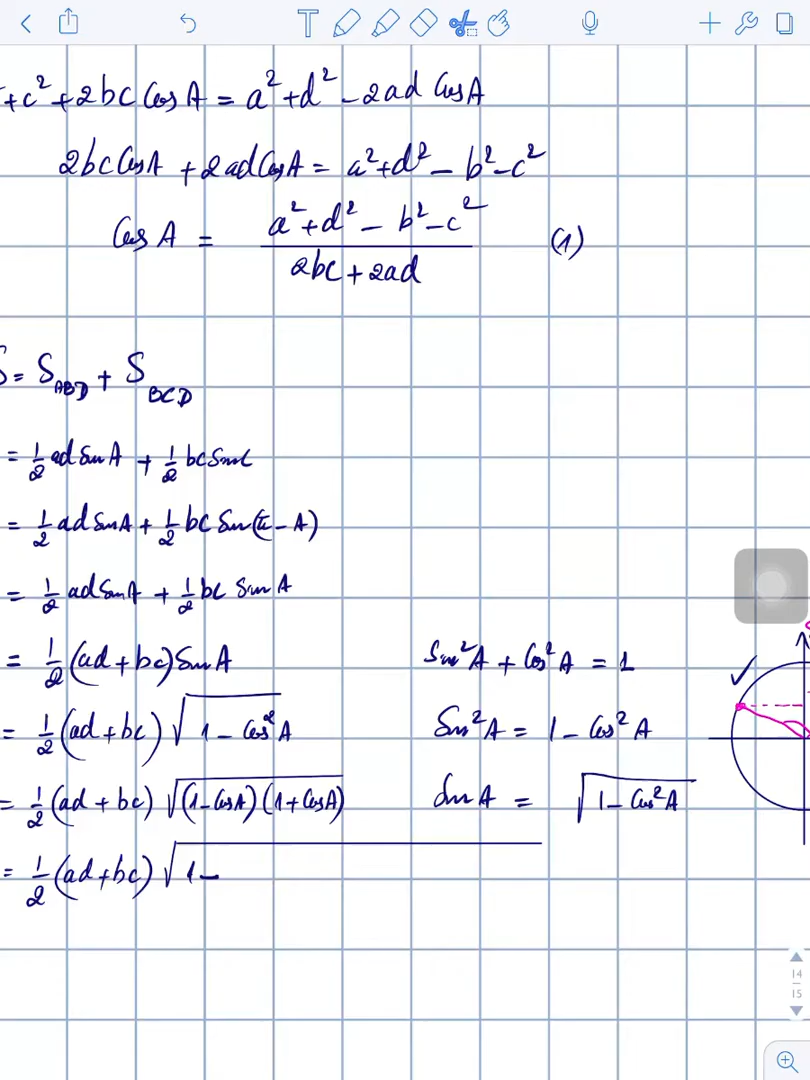 +c² + 2bc Cos A = a² + d² - 2ad Cos A
2bc Cos A + 2ad Cos A = a² + d² - b² - c²
Cos A = (a² + d² - b² - c²) / (2bc + 2ad) (1)
S = S_ABD + S_BCD
= 1/2 ad Sin A + 1/2 bc Sin C
= 1/2 ad Sin A + 1/2 bc Sin(π - A)
= 1/2 ad Sin A + 1/2 bc Sin A
= 1/2 (ad + bc) Sin A
Sin²A + Cos²A = 1
= 1/2 (ad + bc) √(1 - Cos²A)
Sin²A = 1 - Cos²A
= 1/2 (ad + bc) √((1 - Cos A)(1 + Cos A))
Sin A = √(1 - Cos²A)
= 1/2 (ad + bc) √(1 -
14
15